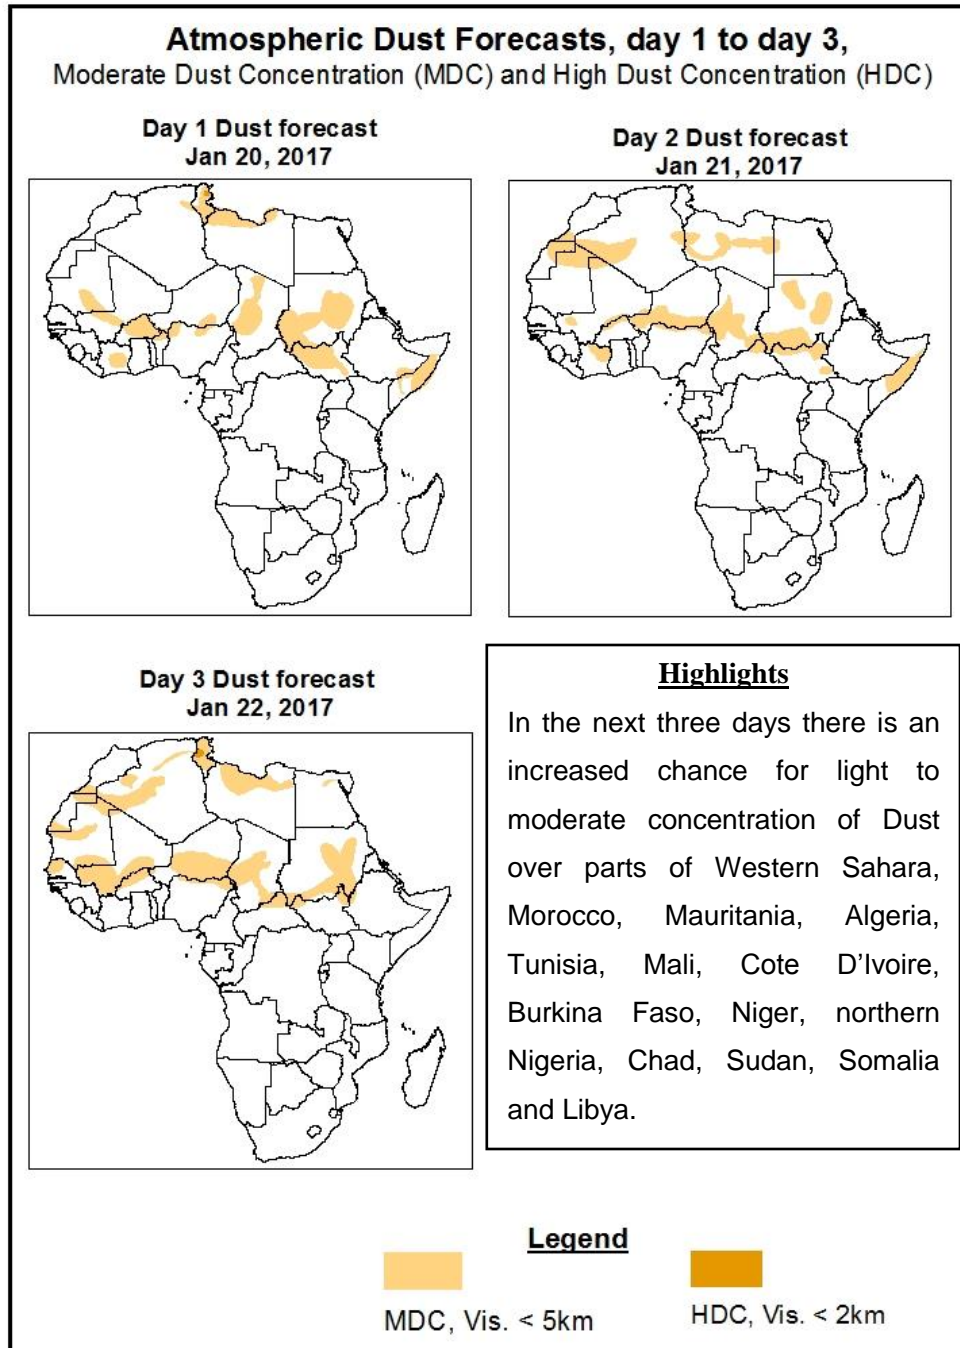 Atmospheric Dust Forecasts, day 1 to day 3,
Moderate Dust Concentration (MDC) and High Dust Concentration (HDC)
Day 1 Dust forecast
Jan 20, 2017
Day 2 Dust forecast
Jan 21, 2017
Day 3 Dust forecast
Jan 22, 2017
Highlights
In the next three days there is an
increased chance for light to
moderate concentration of Dust
over parts of Western Sahara,
Morocco, Mauritania, Algeria,
Tunisia, Mali, Cote D’Ivoire,
Burkina Faso, Niger, northern
Nigeria, Chad, Sudan, Somalia
and Libya.
Legend
MDC, Vis. < 5km
HDC, Vis. < 2km